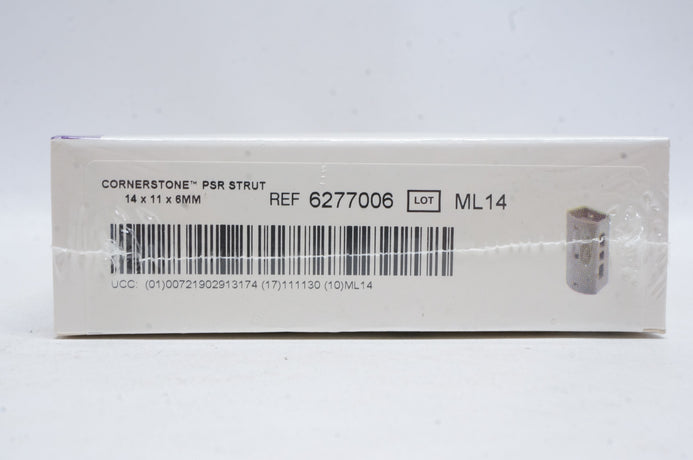 CORNERSTONE™ PSR STRUT
14 x 11 x 6MM
REF 6277006 LOT ML14
UCC: (01)00721902913174 (17)111130 (10)ML14